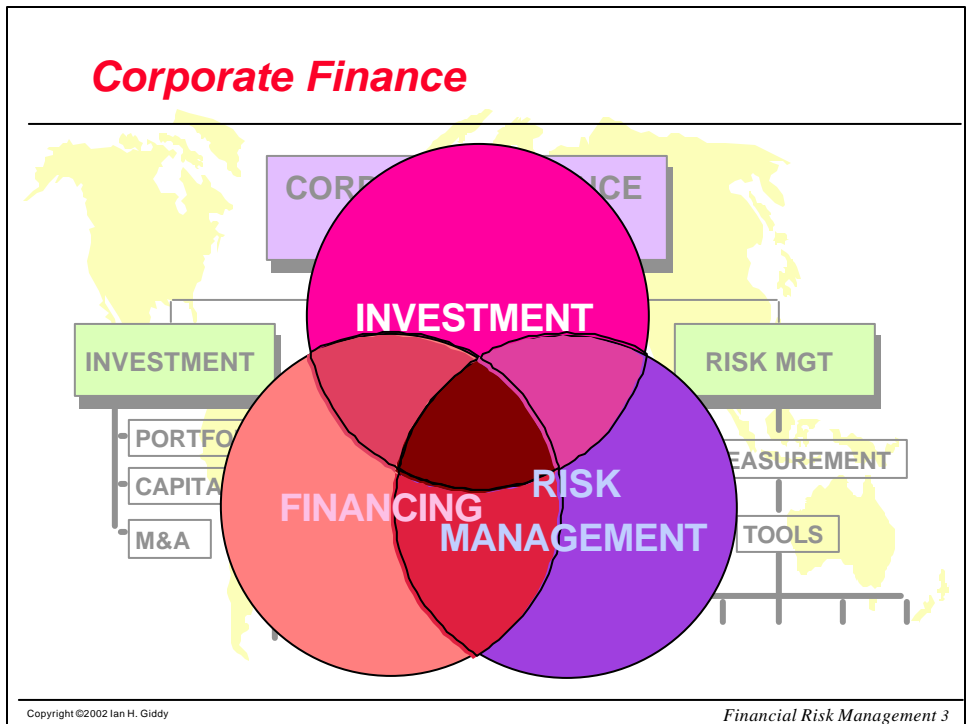 Corporate Finance
CORP CE
INVESTMENT
INVESTMENT
RISK MGT
PORTFO
EASUREMENT
CAPITA
RISK
FINANCING
MANAGEMENT
M&A
TOOLS
Copyright ©2002 Ian H. Giddy
Financial Risk Management 3